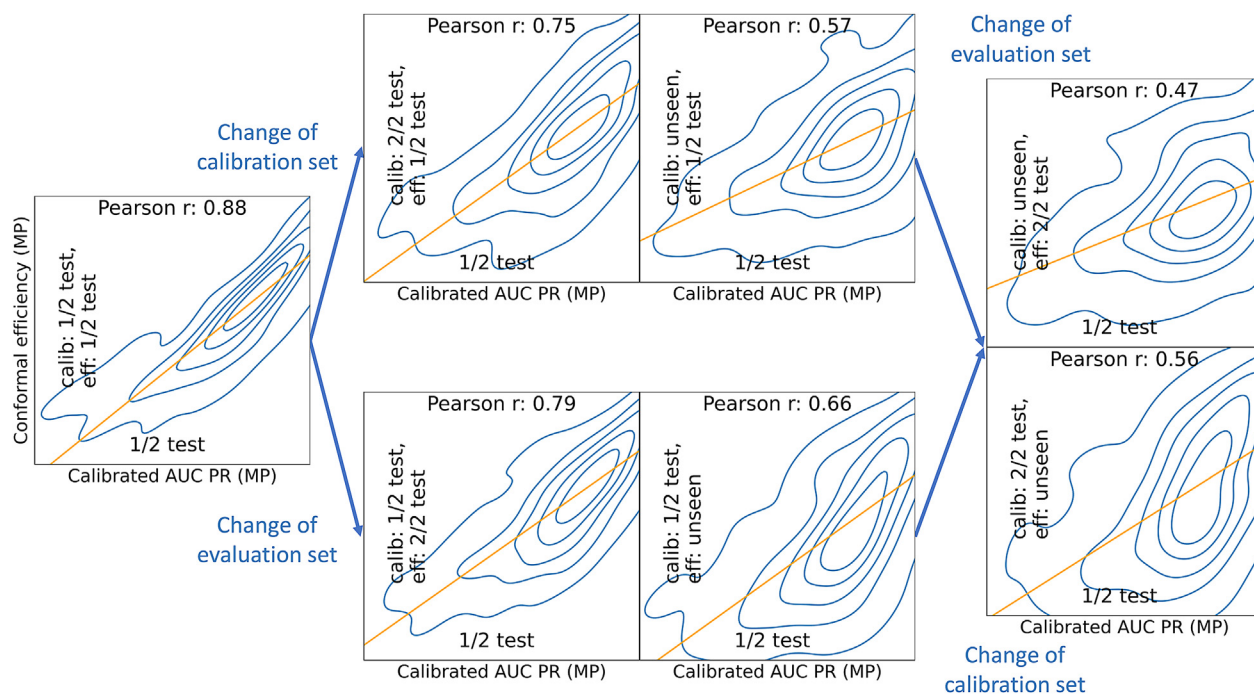 Pearson r: 0.88
calib: 1/2 test,
eff: 1/2 test
1/2 test
Conformal efficiency (MP)
Calibrated AUC PR (MP)
Change of
calibration set
Pearson r: 0.75
calib: 2/2 test,
eff: 1/2 test
1/2 test
Calibrated AUC PR (MP)
Pearson r: 0.57
calib: unseen,
eff: 1/2 test
1/2 test
Calibrated AUC PR (MP)
Change of
evaluation set
Pearson r: 0.79
calib: 1/2 test,
eff: 2/2 test
1/2 test
Calibrated AUC PR (MP)
Pearson r: 0.66
calib: 1/2 test,
eff: unseen
1/2 test
Calibrated AUC PR (MP)
Change of
evaluation set
Pearson r: 0.47
calib: unseen,
eff: 2/2 test
1/2 test
Pearson r: 0.56
calib: 2/2 test,
eff: unseen
1/2 test
Calibrated AUC PR (MP)
Change of
calibration set